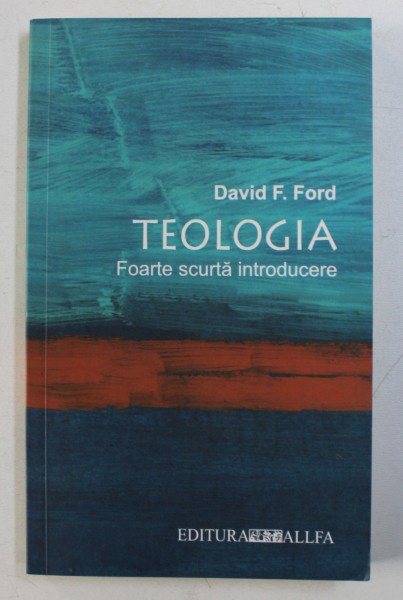 David F. Ford
TEOLOGIA
Foarte scurtă introducere
EDITURA ALLFA